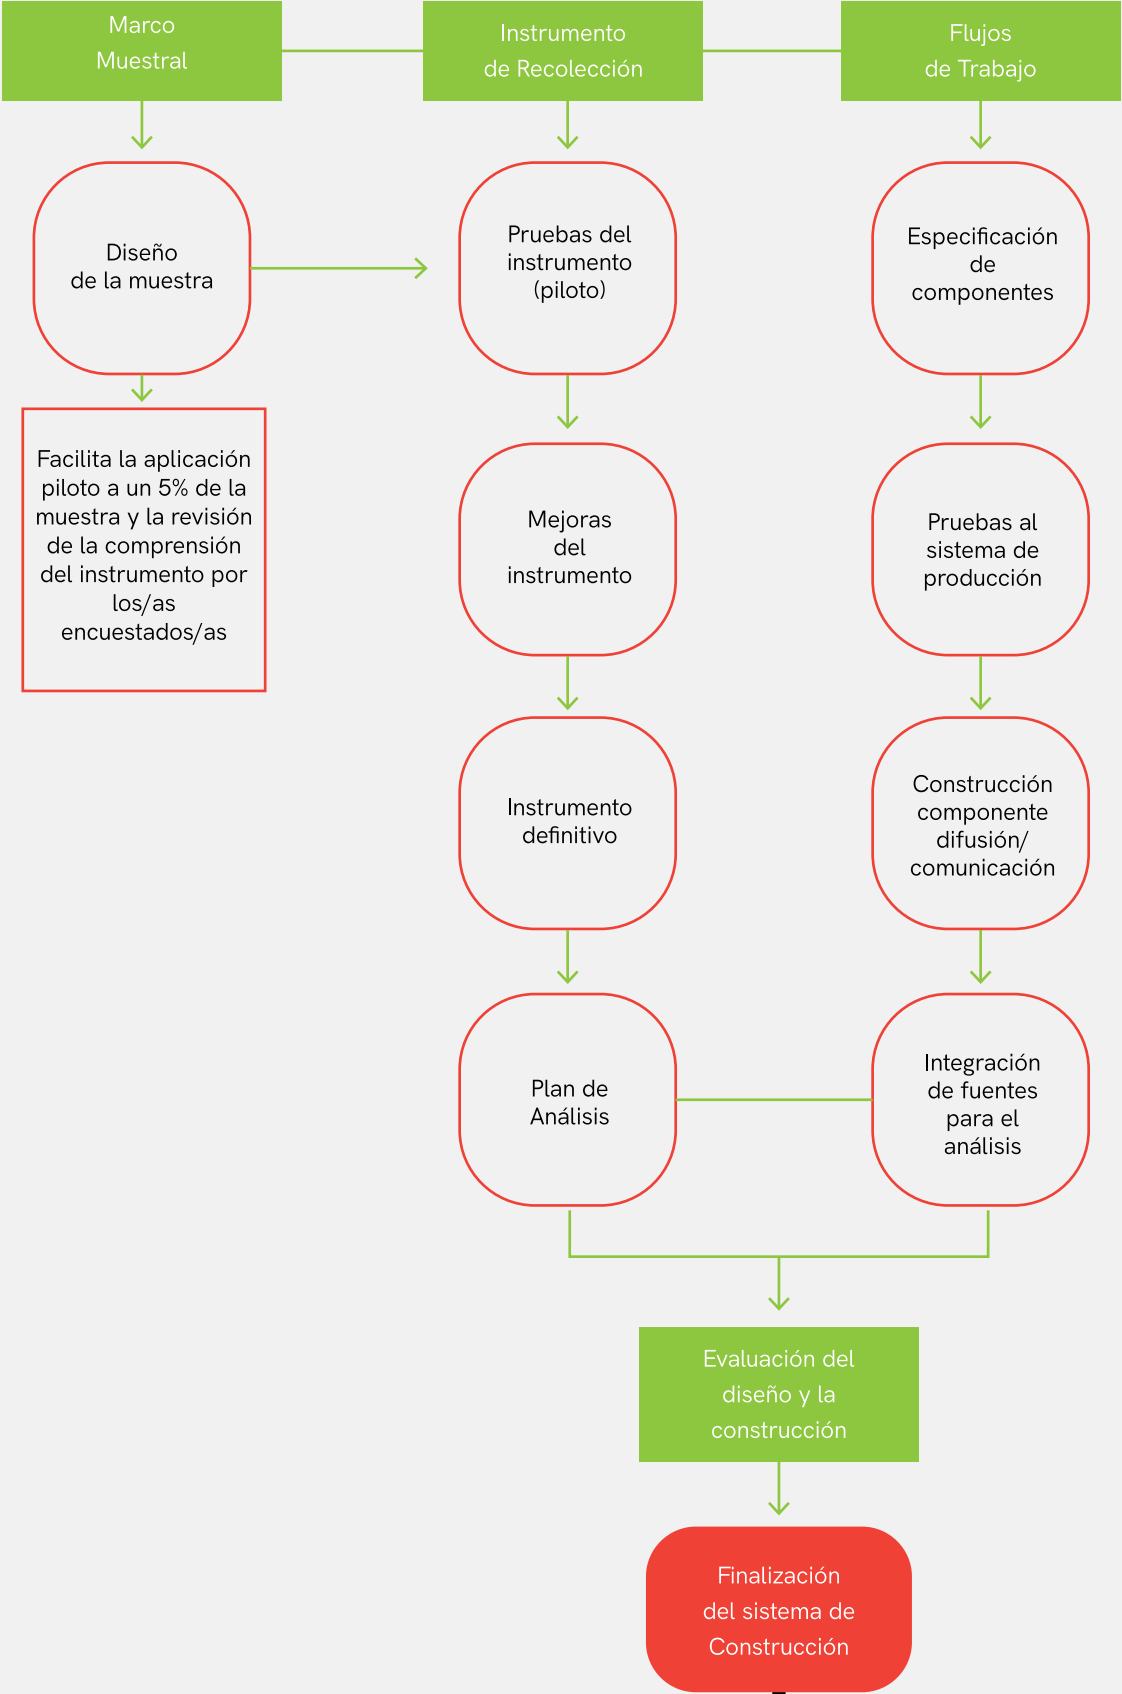 Marco
Muestral
Instrumento
de Recolección
Flujos
de Trabajo
Diseño
de la muestra
Pruebas del
instrumento
(piloto)
Especificación
de
componentes
Facilita la aplicación
piloto a un 5% de la
muestra y la revisión
de la comprensión
del instrumento por
los/as
encuestados/as
Mejoras
del
instrumento
Pruebas al
sistema de
producción
Instrumento
definitivo
Construcción
componente
difusión/
comunicación
Plan de
Análisis
Integración
de fuentes
para el
análisis
Evaluación del
diseño y la
construcción
Finalización
del sistema de
Construcción